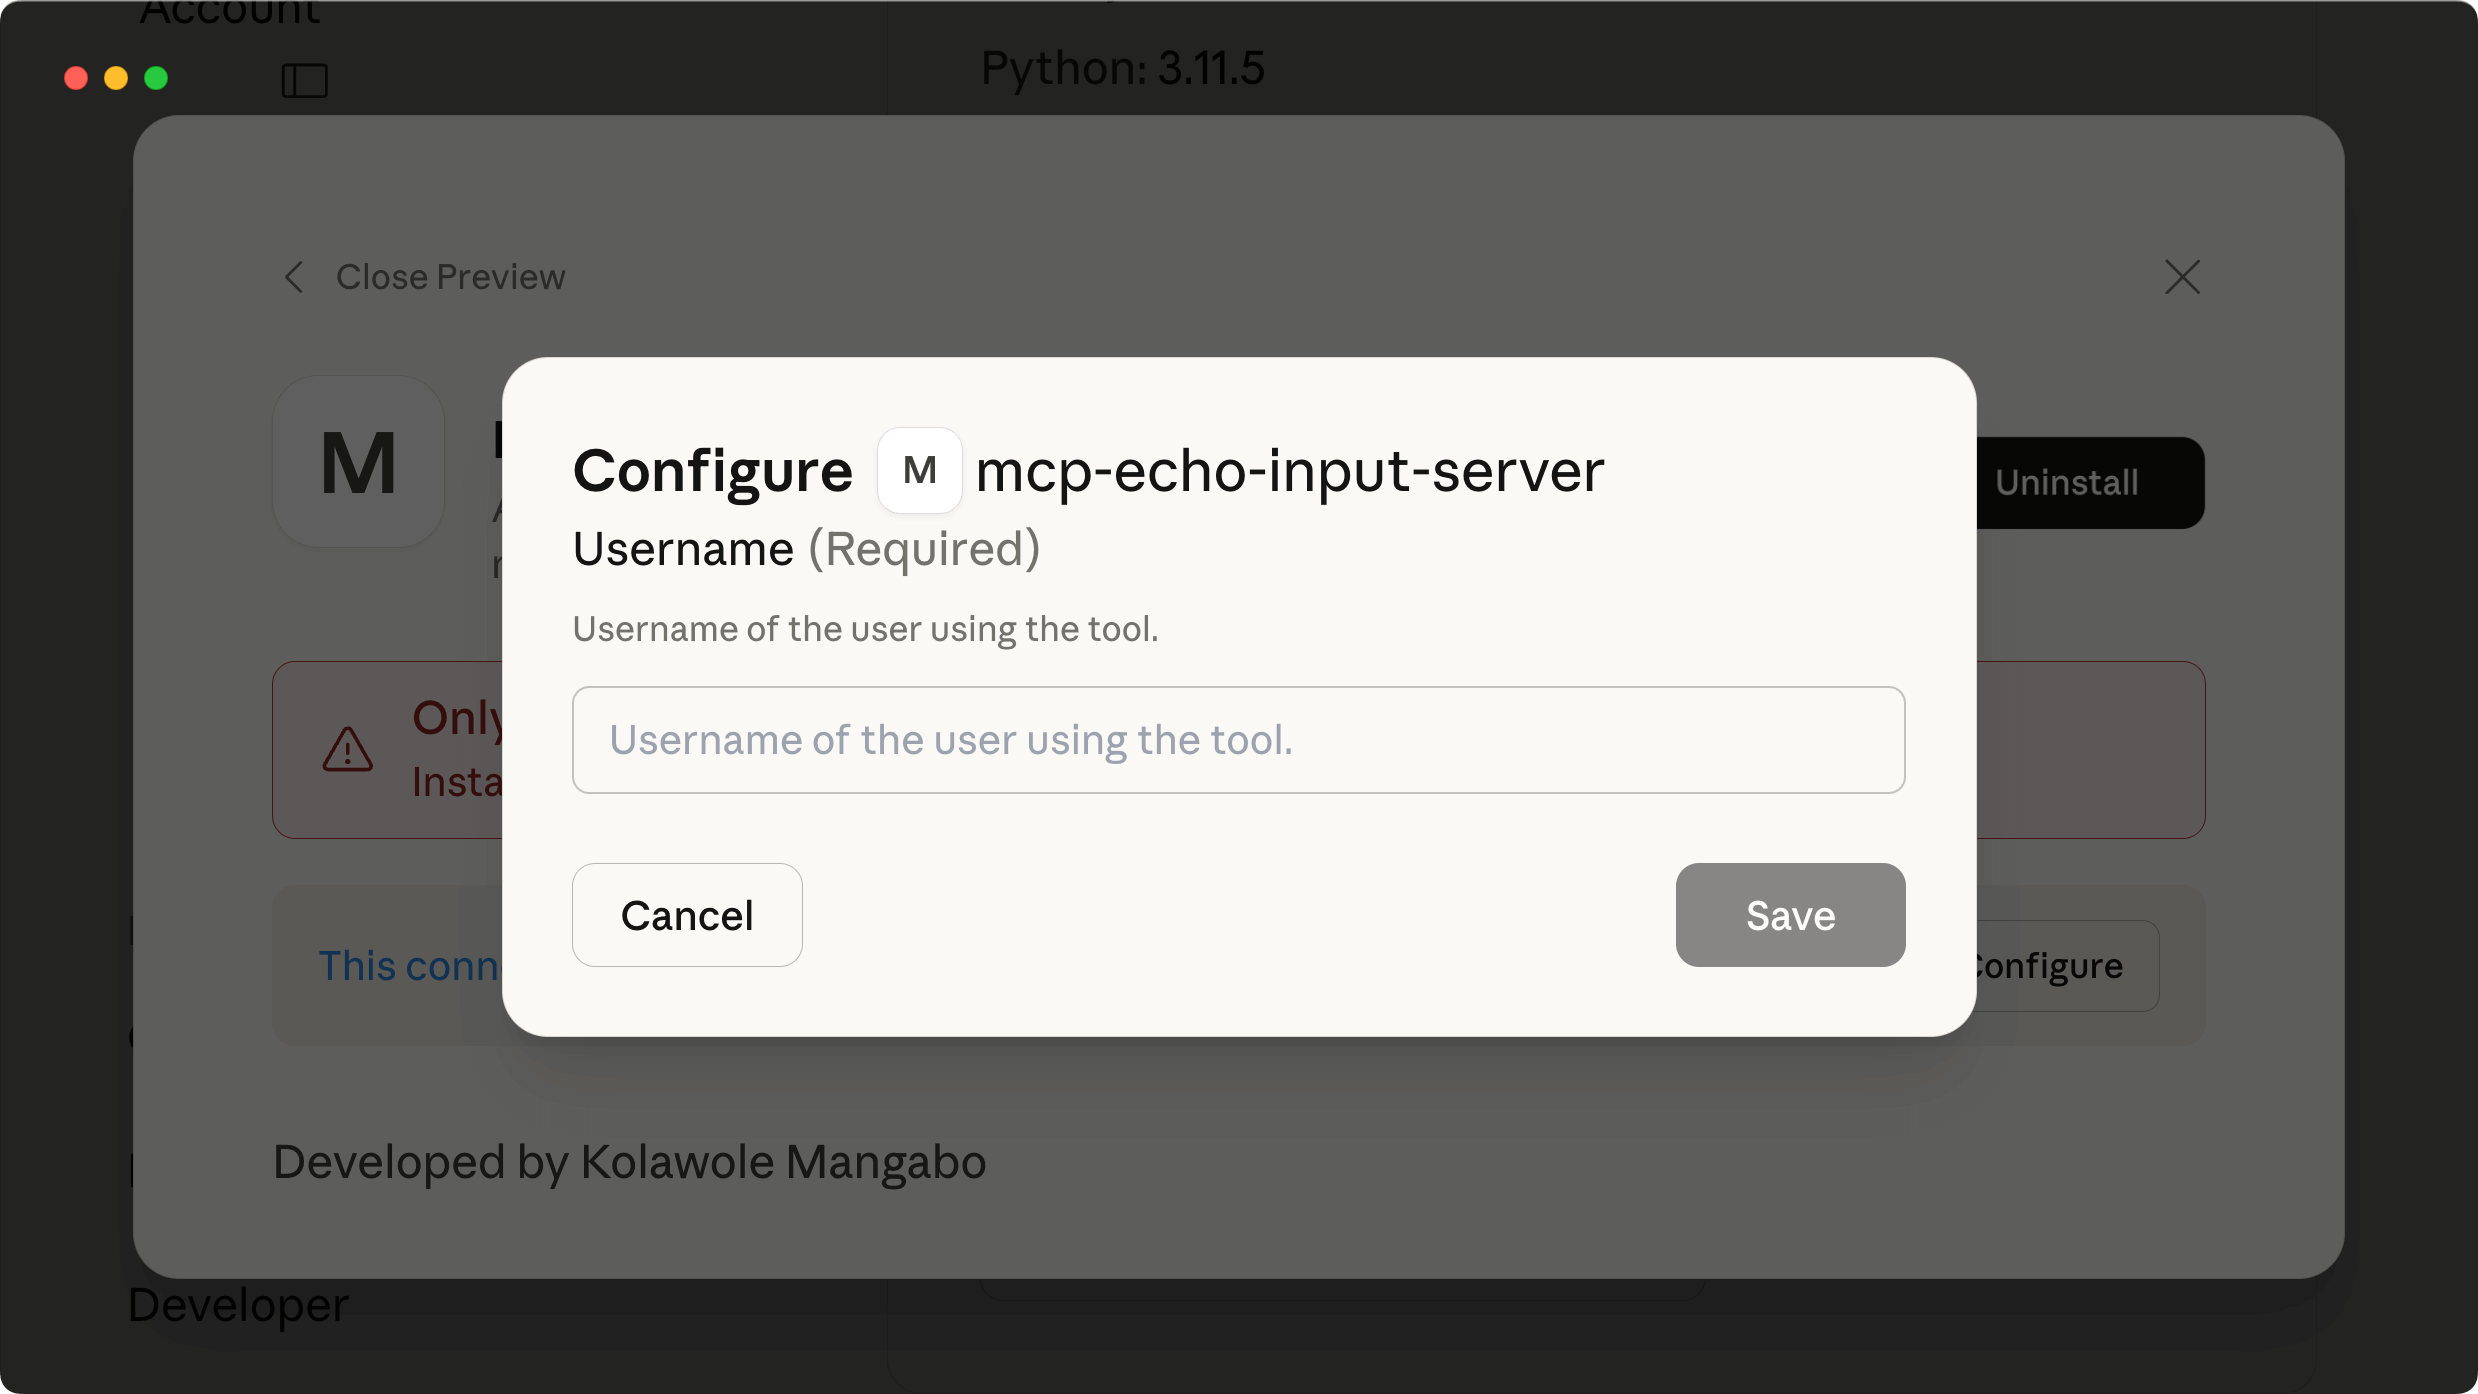 Account
Python: 3.11.5
Close Preview
M
Uninstall
Configure M mcp-echo-input-server
Username (Required)
Username of the user using the tool.
Username of the user using the tool.
Only
Cancel
Save
This
Configure
Developed by Kolawole Mangabo
Developer